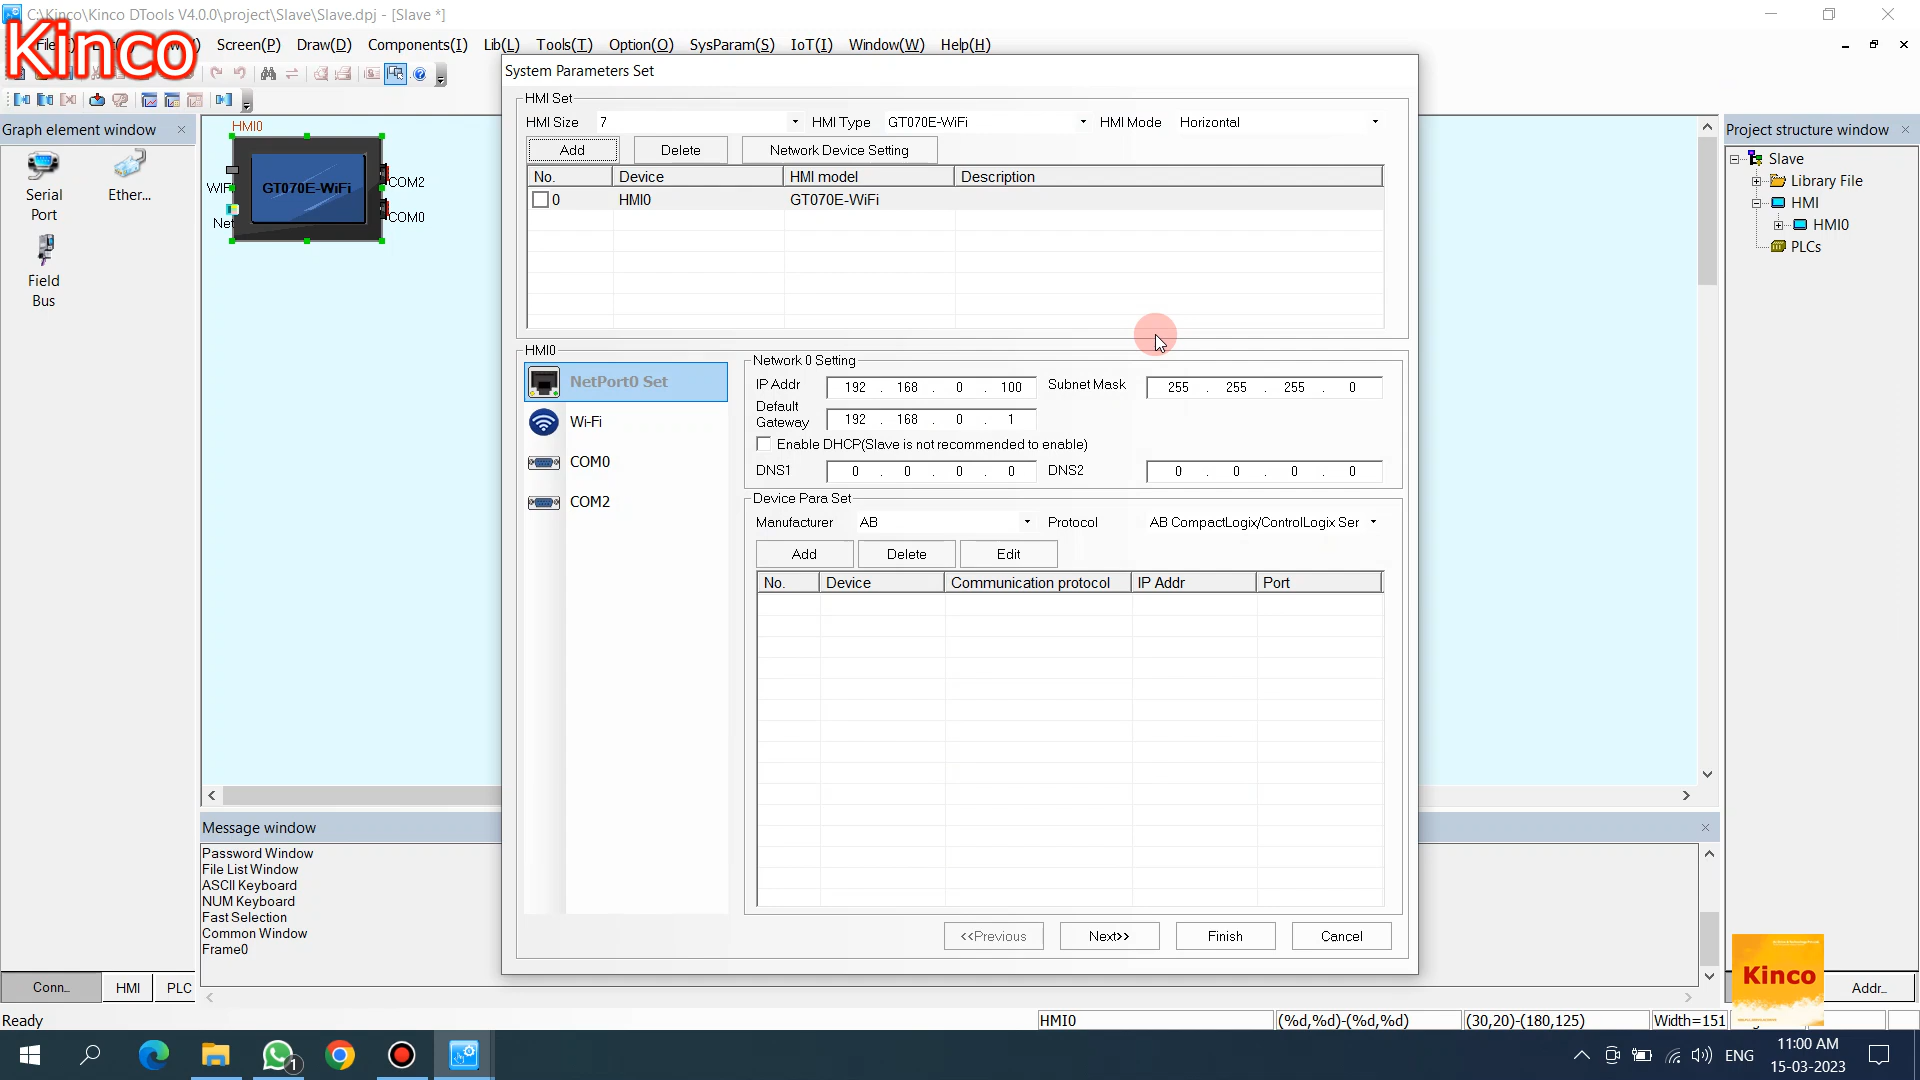 C:\Kinco\Kinco DTools V4.0.0\project\Slave\Slave.dpj - [Slave *]
Kinco
Screen(P) Draw(D) Components(I) Lib(L) Tools(T) Option(O) SysParam(S) IoT(I) Window(W) Help(H)
System Parameters Set
HMI Set
HMI Size 7 HMI Type GT070E-WiFi HMI Mode Horizontal
Add Delete Network Device Setting
No. Device HMI model Description
0 HMI0 GT070E-WiFi
Graph element window
Serial Port
Ether...
Field Bus
HMI0
GT070E-WiFi
WIF
Net
COM2
COM0
HMI0
NetPort0 Set
Wi-Fi
COM0
COM2
Network 0 Setting
IP Addr 192 . 168 . 0 . 100 Subnet Mask 255 . 255 . 255 . 0
Default Gateway 192 . 168 . 0 . 1
Enable DHCP(Slave is not recommended to enable)
DNS1 0 . 0 . 0 . 0 DNS2 0 . 0 . 0 . 0
Device Para Set
Manufacturer AB Protocol AB CompactLogix/ControlLogix Ser
Add Delete Edit
No. Device Communication protocol IP Addr Port
<<Previous Next>> Finish Cancel
Project structure window
Slave
Library File
HMI
HMI0
PLCs
Message window
Password Window
File List Window
ASCII Keyboard
NUM Keyboard
Fast Selection
Common Window
Frame0
Conn... HMI PLC
Kinco
Addr...
Ready HMI0 (%d,%d)-(%d,%d) (30,20)-(180,125) Width=151
1
ENG
11:00 AM
15-03-2023